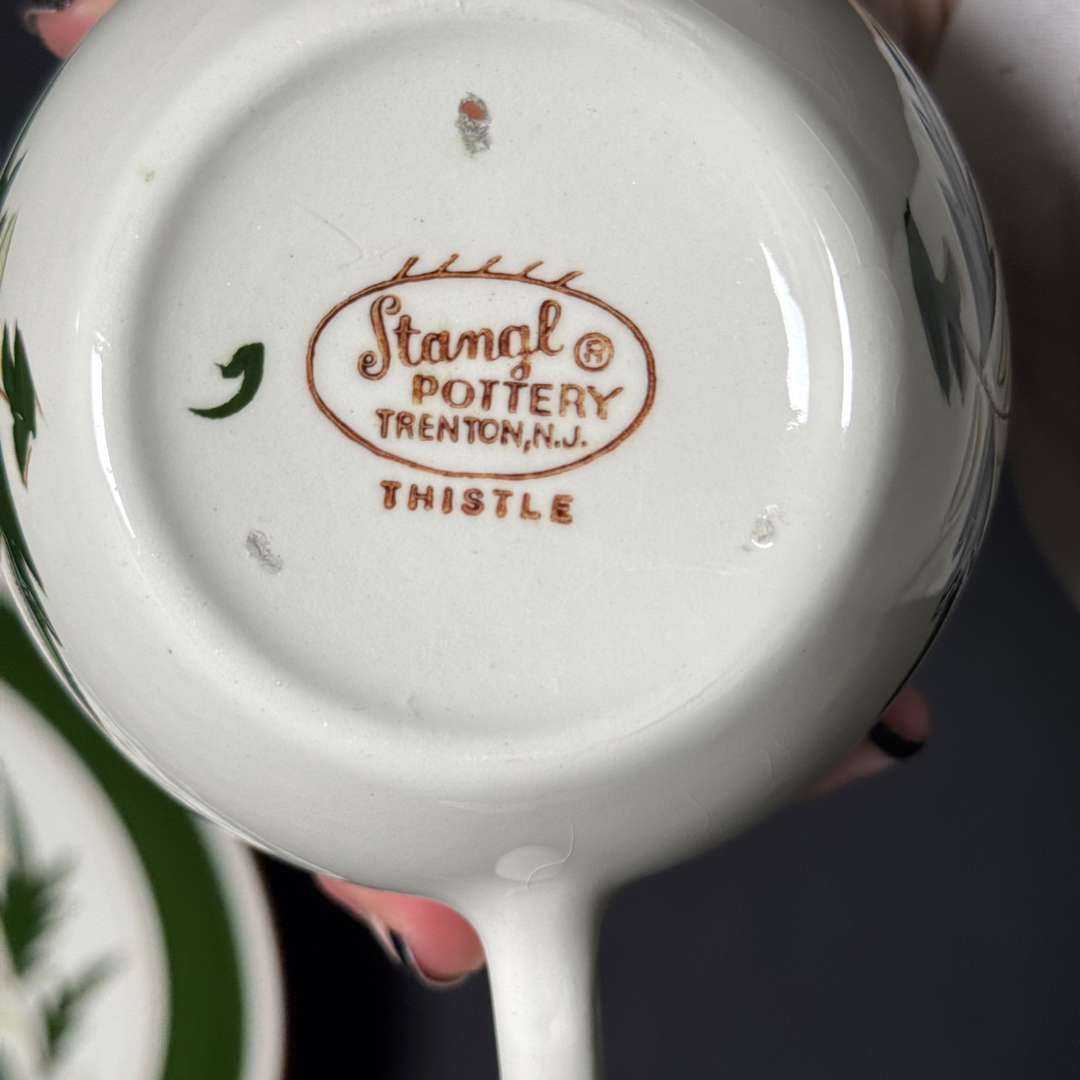 Stangl ®
POTTERY
TRENTON, N.J.
THISTLE